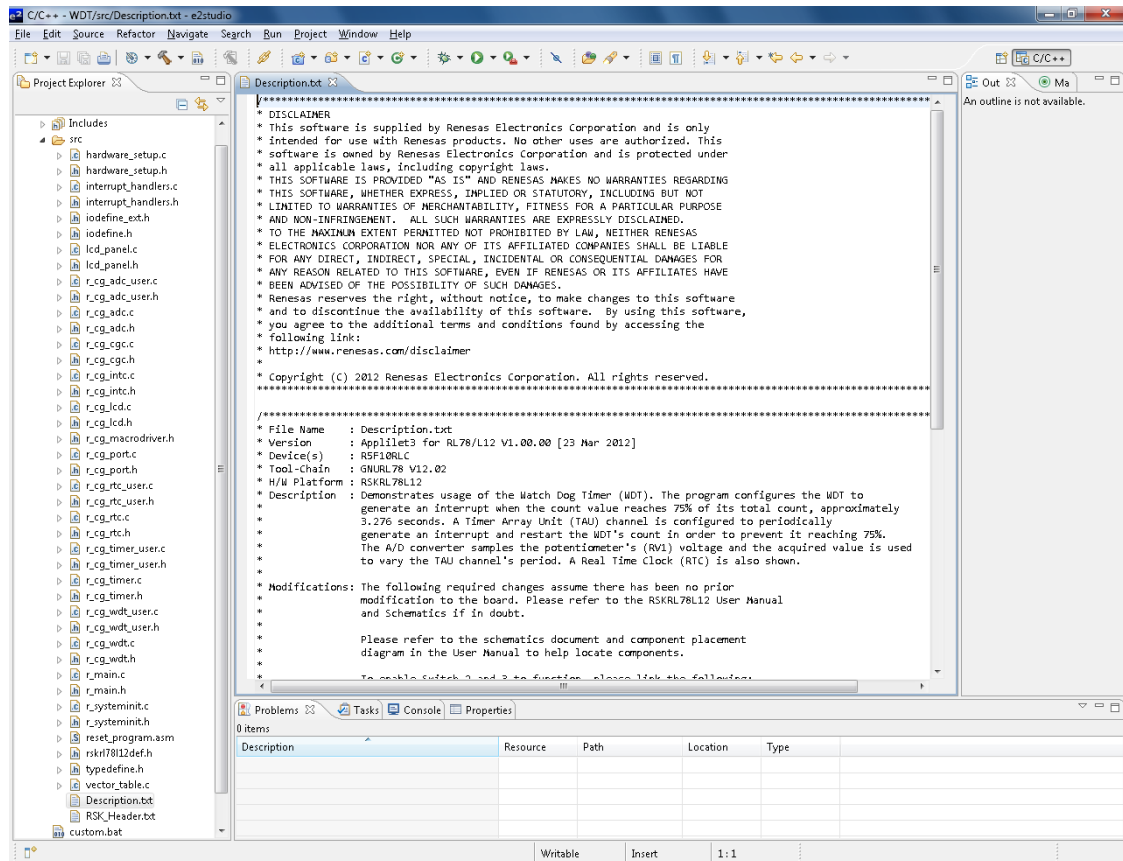 C/C++ - WDT/src/Description.txt - e2studio
File Edit Source Refactor Navigate Search Run Project Window Help
C/C++
Project Explorer
Includes
src
hardware_setup.c
hardware_setup.h
interrupt_handlers.c
interrupt_handlers.h
iodefine_ext.h
iodefine.h
lcd_panel.c
lcd_panel.h
r_cg_adc_user.c
r_cg_adc_user.h
r_cg_adc.c
r_cg_adc.h
r_cg_cgc.c
r_cg_cgc.h
r_cg_intc.c
r_cg_intc.h
r_cg_lcd.c
r_cg_lcd.h
r_cg_macrodriver.h
r_cg_port.c
r_cg_port.h
r_cg_rtc_user.c
r_cg_rtc_user.h
r_cg_rtc.c
r_cg_rtc.h
r_cg_timer_user.c
r_cg_timer_user.h
r_cg_timer.c
r_cg_timer.h
r_cg_wdt_user.c
r_cg_wdt_user.h
r_cg_wdt.c
r_cg_wdt.h
r_main.c
r_main.h
r_systeminit.c
r_systeminit.h
reset_program.asm
rskrl78l12def.h
typedefine.h
vector_table.c
Description.txt
RSK_Header.txt
custom.bat
Description.txt
/*******************************************************************************************
* DISCLAIMER
* This software is supplied by Renesas Electronics Corporation and is only
* intended for use with Renesas products. No other uses are authorized. This
* software is owned by Renesas Electronics Corporation and is protected under
* all applicable laws, including copyright laws.
* THIS SOFTWARE IS PROVIDED "AS IS" AND RENESAS MAKES NO WARRANTIES REGARDING
* THIS SOFTWARE, WHETHER EXPRESS, IMPLIED OR STATUTORY, INCLUDING BUT NOT
* LIMITED TO WARRANTIES OF MERCHANTABILITY, FITNESS FOR A PARTICULAR PURPOSE
* AND NON-INFRINGEMENT.  ALL SUCH WARRANTIES ARE EXPRESSLY DISCLAIMED.
* TO THE MAXIMUM EXTENT PERMITTED NOT PROHIBITED BY LAW, NEITHER RENESAS
* ELECTRONICS CORPORATION NOR ANY OF ITS AFFILIATED COMPANIES SHALL BE LIABLE
* FOR ANY DIRECT, INDIRECT, SPECIAL, INCIDENTAL OR CONSEQUENTIAL DAMAGES FOR
* ANY REASON RELATED TO THIS SOFTWARE, EVEN IF RENESAS OR ITS AFFILIATES HAVE
* BEEN ADVISED OF THE POSSIBILITY OF SUCH DAMAGES.
* Renesas reserves the right, without notice, to make changes to this software
* and to discontinue the availability of this software.  By using this software,
* you agree to the additional terms and conditions found by accessing the
* following link:
* http://www.renesas.com/disclaimer
*
* Copyright (C) 2012 Renesas Electronics Corporation. All rights reserved.
********************************************************************************************
/*******************************************************************************************
* File Name    : Description.txt
* Version      : Applilet3 for RL78/L12 V1.00.00 [23 Mar 2012]
* Device(s)    : R5F10RLC
* Tool-Chain   : GNURL78 V12.02
* H/W Platform : RSKRL78L12
* Description  : Demonstrates usage of the Watch Dog Timer (WDT). The program configures the WDT to
* generate an interrupt when the count value reaches 75% of its total count, approximately
* 3.276 seconds. A Timer Array Unit (TAU) channel is configured to periodically
* generate an interrupt and restart the WDT's count in order to prevent it reaching 75%.
* The A/D converter samples the potentiometer's (RV1) voltage and the acquired value is used
* to vary the TAU channel's period. A Real Time Clock (RTC) is also shown.
*
* Modifications: The following required changes assume there has been no prior
* modification to the board. Please refer to the RSKRL78L12 User Manual
* and Schematics if in doubt.
*
* Please refer to the schematics document and component placement
* diagram in the User Manual to help locate components.
*
* To enable Switch 2 and 3 to function, please link the following:
Out
Ma
An outline is not available.
Problems Tasks Console Properties
0 items
Description Resource Path Location Type
Writable Insert 1:1